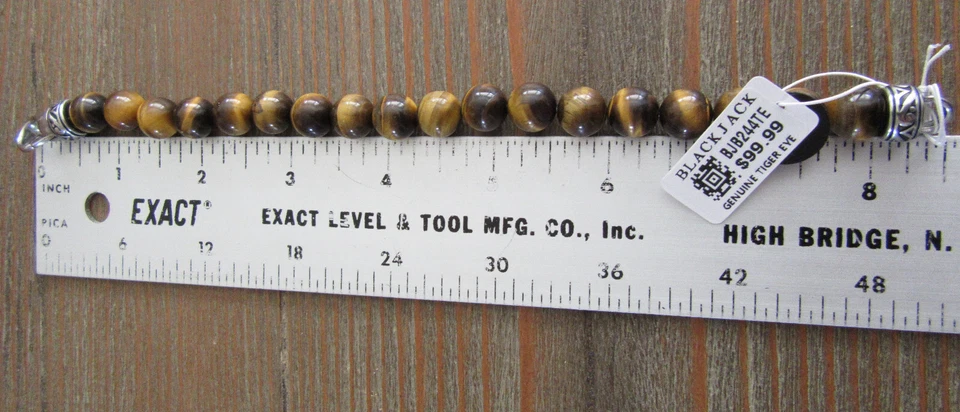 BLACKJACK
BJB244TE
$99.99
GENUINE TIGER EYE
0 1 2 3 4 5 6 8
INCH
EXACT® EXACT LEVEL & TOOL MFG. CO., Inc. HIGH BRIDGE, N.
PICA
0 6 12 18 24 30 36 42 48